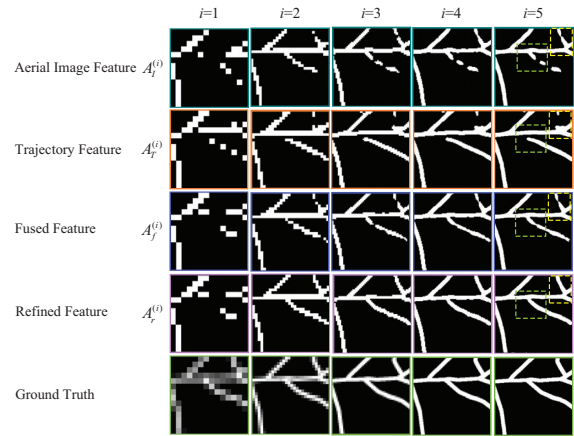 i=1 i=2 i=3 i=4 i=5
Aerial Image Feature A_I^(i)
Trajectory Feature A_T^(i)
Fused Feature A_f^(i)
Refined Feature A_r^(i)
Ground Truth